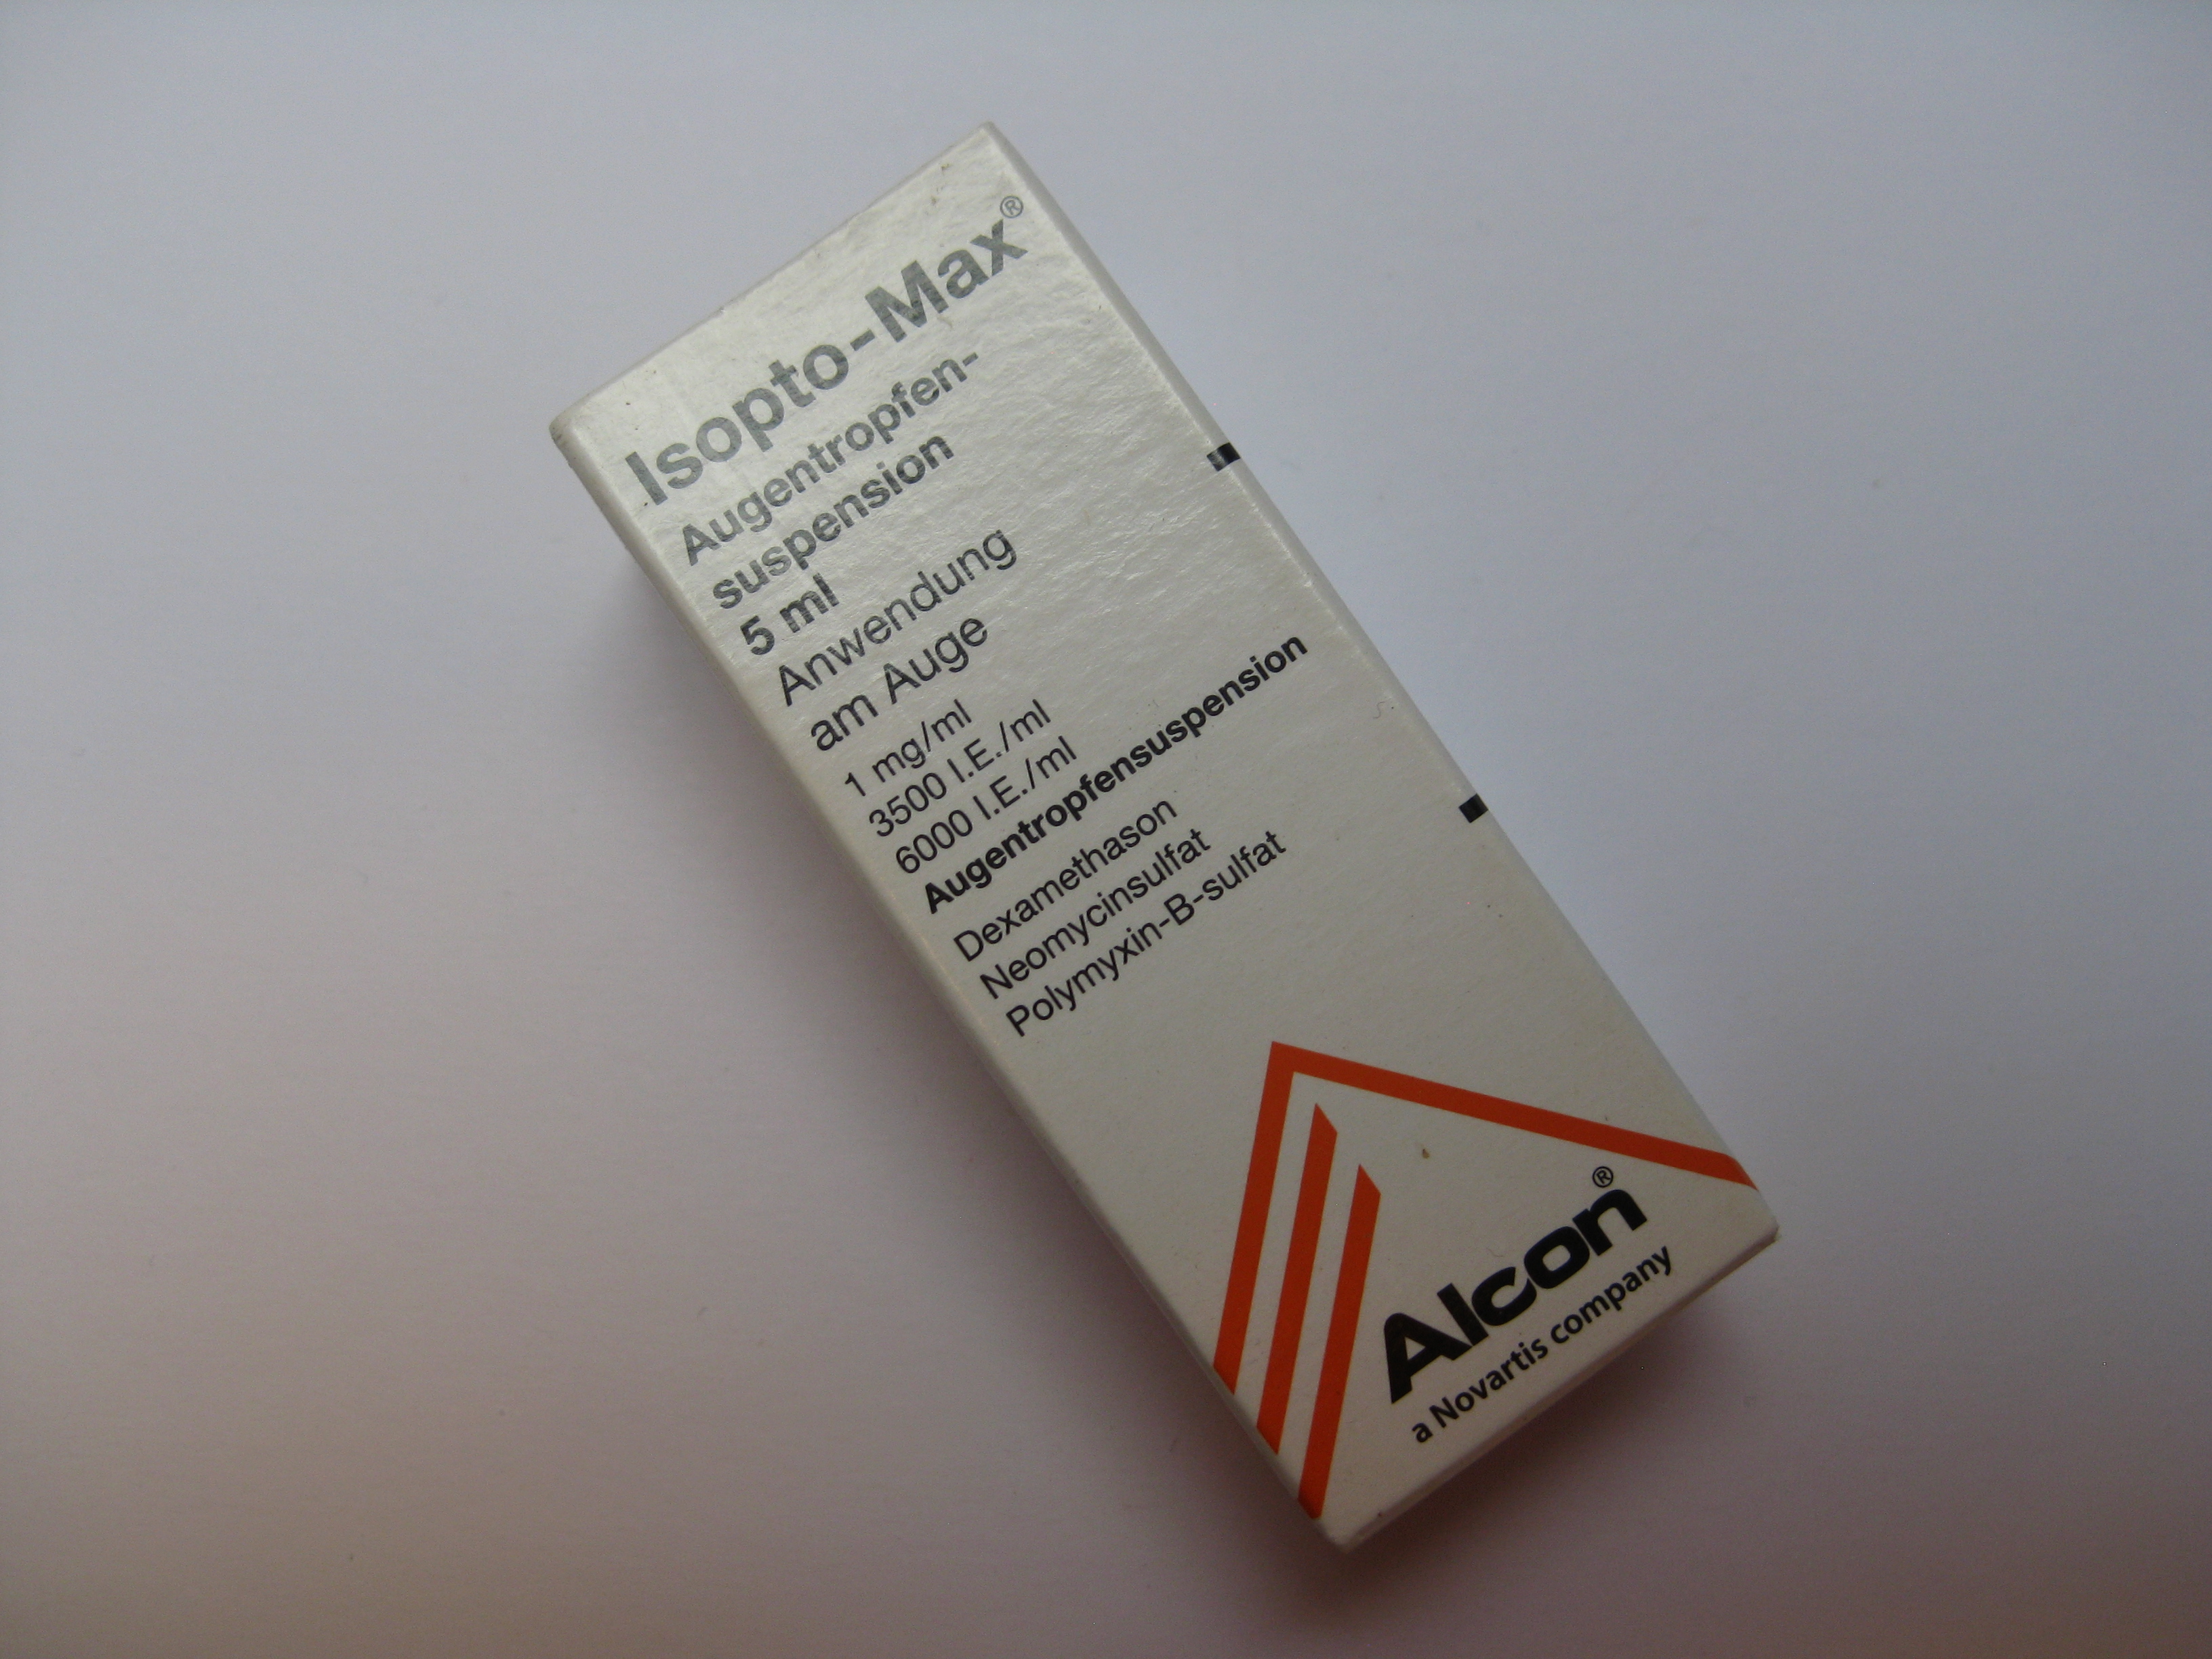 Isopto-Max®
Augentropfen-
suspension
5 ml
Anwendung
am Auge
1 mg/ml
3500 I.E./ml
6000 I.E./ml
Augentropfensuspension
Dexamethason
Neomycinsulfat
Polymyxin-B-sulfat
Alcon®
a Novartis company